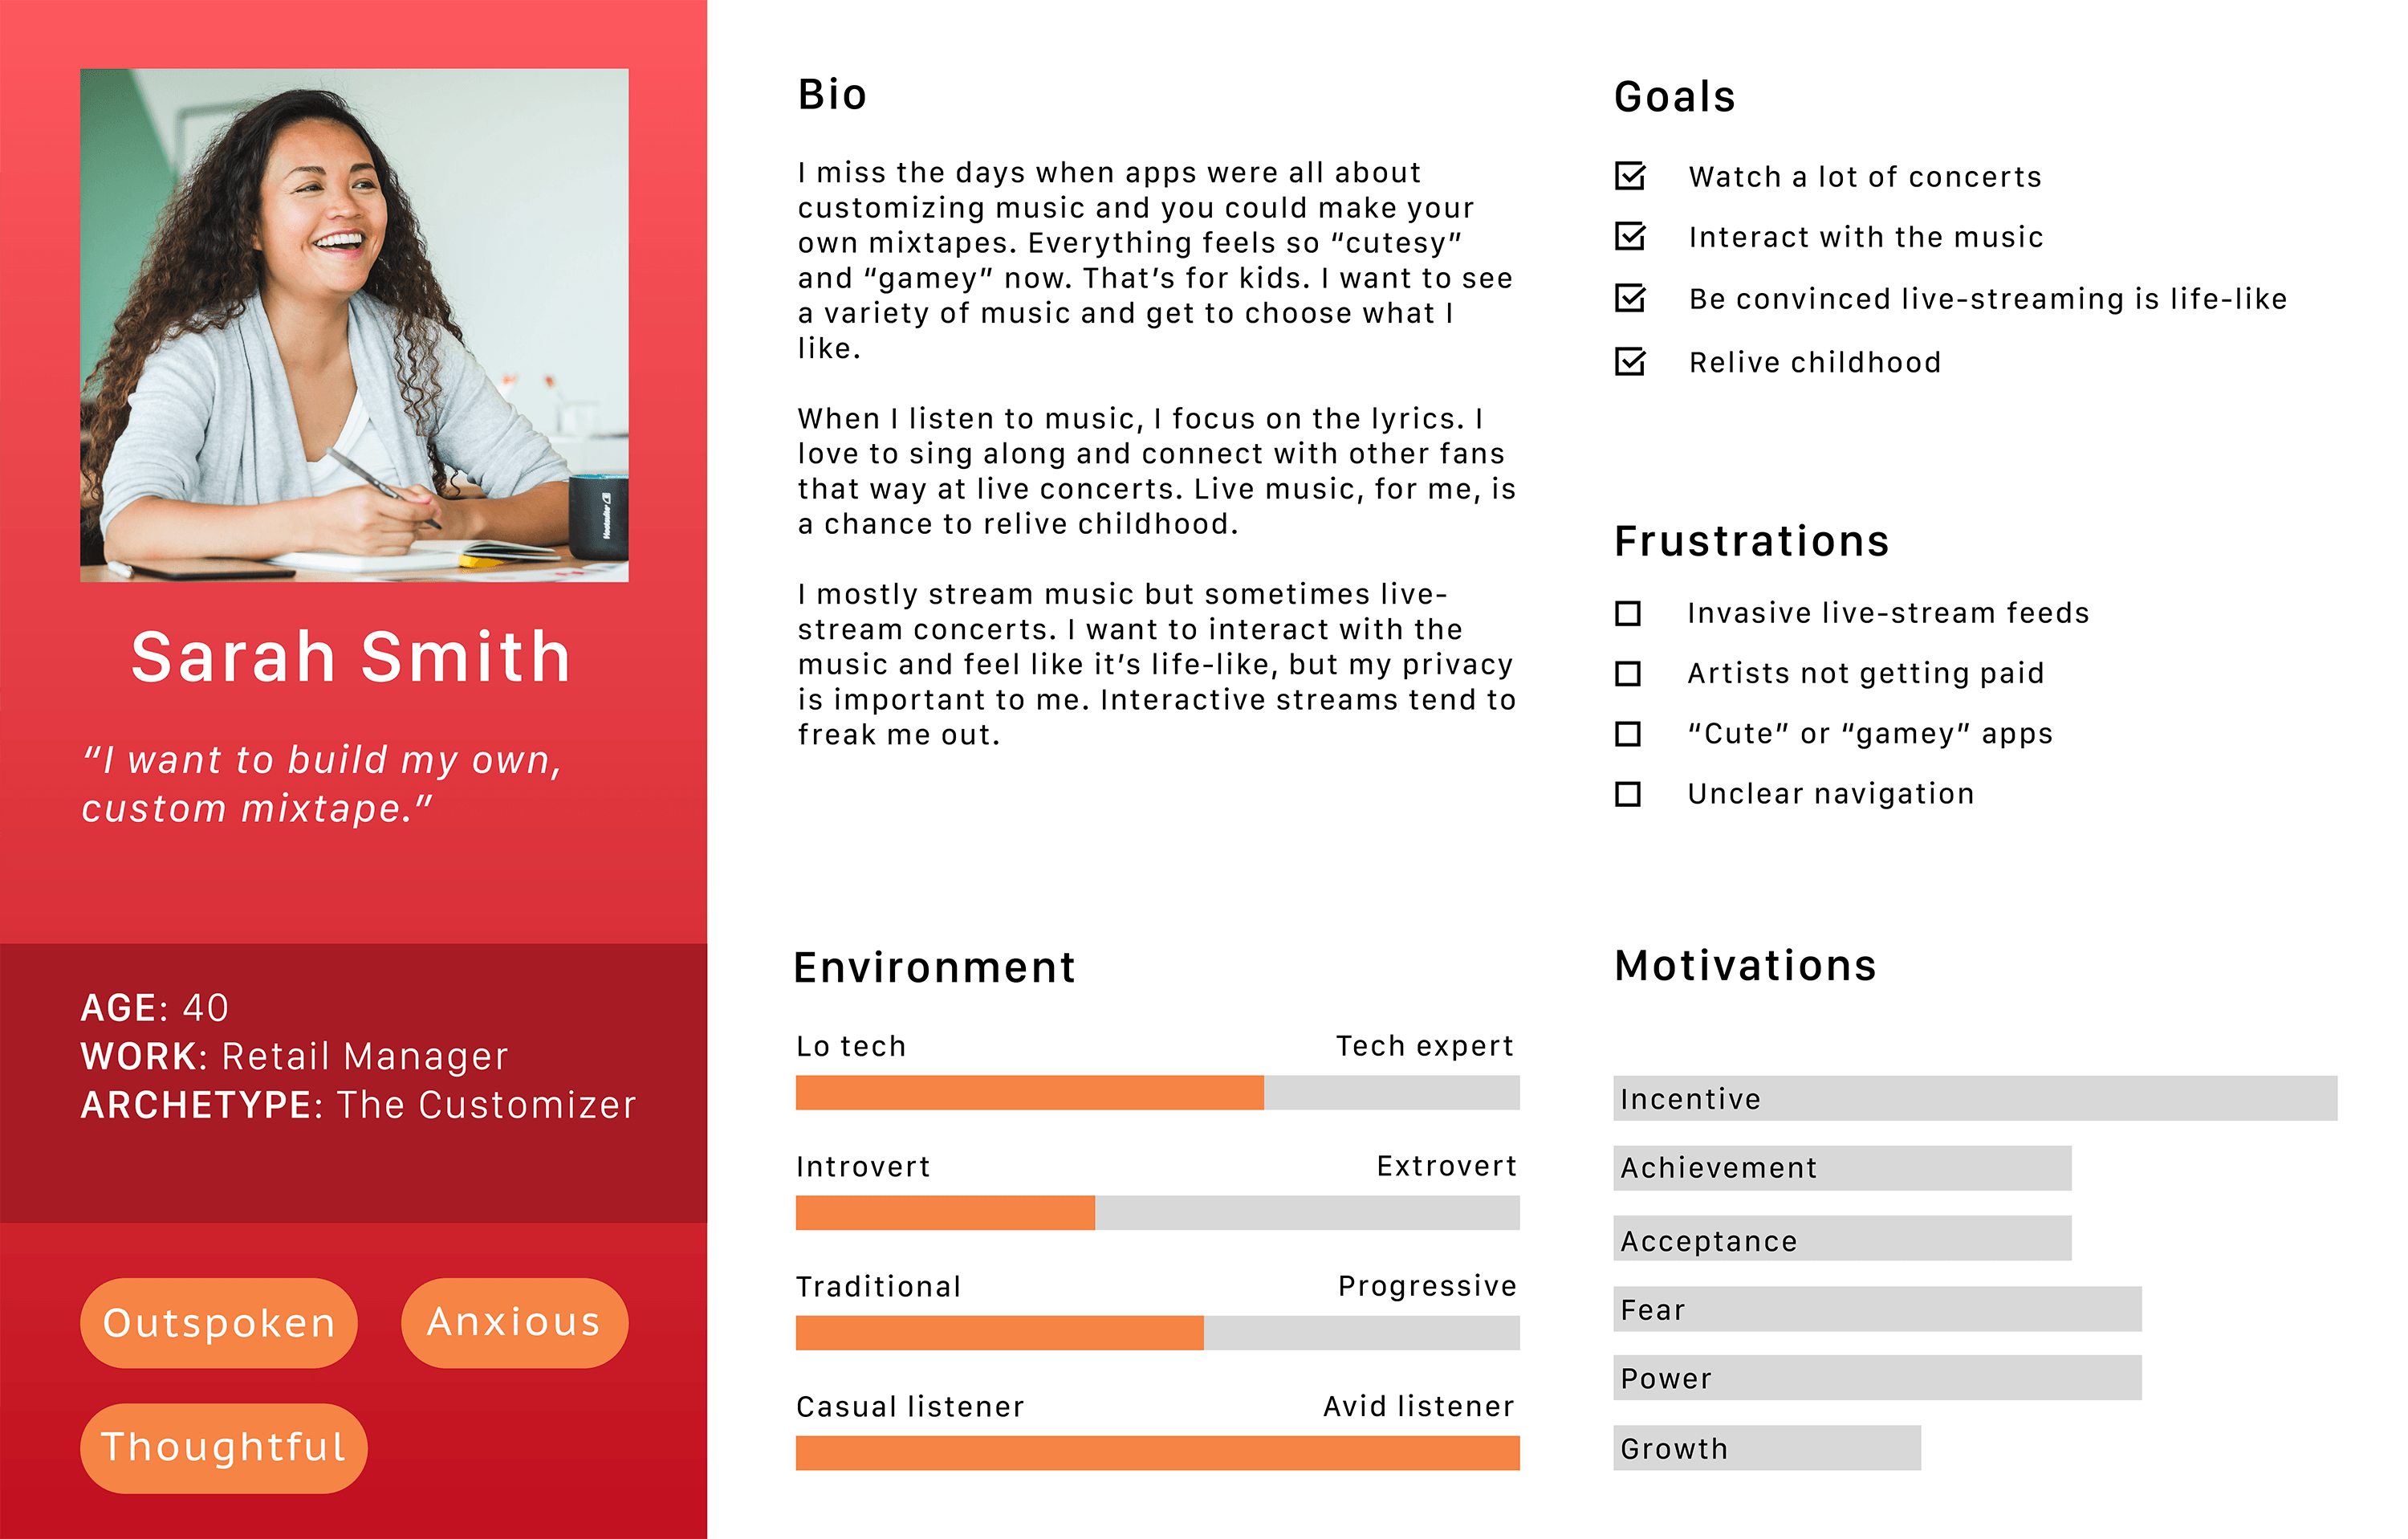 Sarah Smith
“I want to build my own,
custom mixtape.”
AGE: 40
WORK: Retail Manager
ARCHETYPE: The Customizer
Outspoken
Anxious
Thoughtful
Bio
I miss the days when apps were all about
customizing music and you could make your
own mixtapes. Everything feels so “cutesy”
and “gamey” now. That’s for kids. I want to see
a variety of music and get to choose what I
like.
When I listen to music, I focus on the lyrics. I
love to sing along and connect with other fans
that way at live concerts. Live music, for me, is
a chance to relive childhood.
I mostly stream music but sometimes live-
stream concerts. I want to interact with the
music and feel like it’s life-like, but my privacy
is important to me. Interactive streams tend to
freak me out.
Environment
Lo tech
Tech expert
Introvert
Extrovert
Traditional
Progressive
Casual listener
Avid listener
Goals
Watch a lot of concerts
Interact with the music
Be convinced live-streaming is life-like
Relive childhood
Frustrations
Invasive live-stream feeds
Artists not getting paid
“Cute” or “gamey” apps
Unclear navigation
Motivations
Incentive
Achievement
Acceptance
Fear
Power
Growth